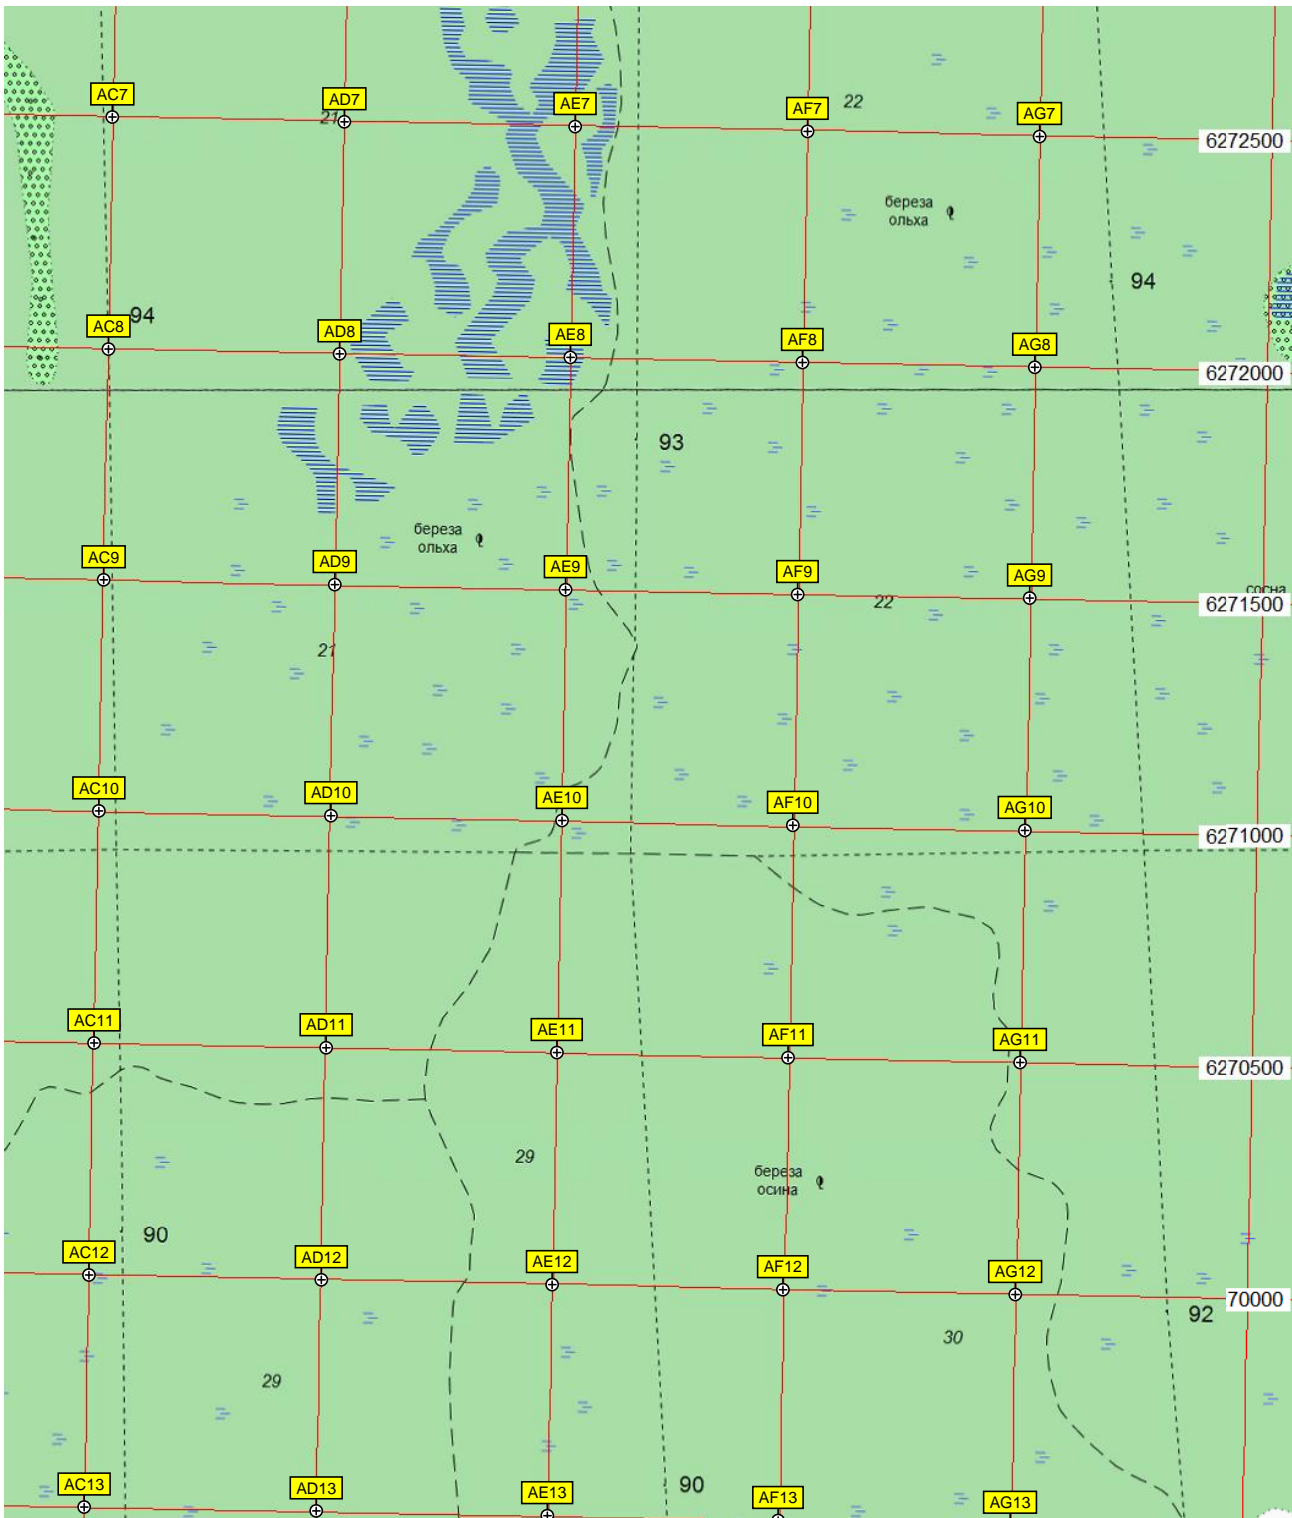 AC7
AD7
AE7
AF7
AG7
21
22
6272500
береза
ольха
94
94
AC8
AD8
AE8
AF8
AG8
6272000
93
береза
ольха
AC9
AD9
AE9
AF9
AG9
сосна
22
6271500
21
AC10
AD10
AE10
AF10
AG10
6271000
AC11
AD11
AE11
AF11
AG11
6270500
29
береза
осина
90
AC12
AD12
AE12
AF12
AG12
70000
92
30
29
AC13
AD13
AE13
90
AF13
AG13